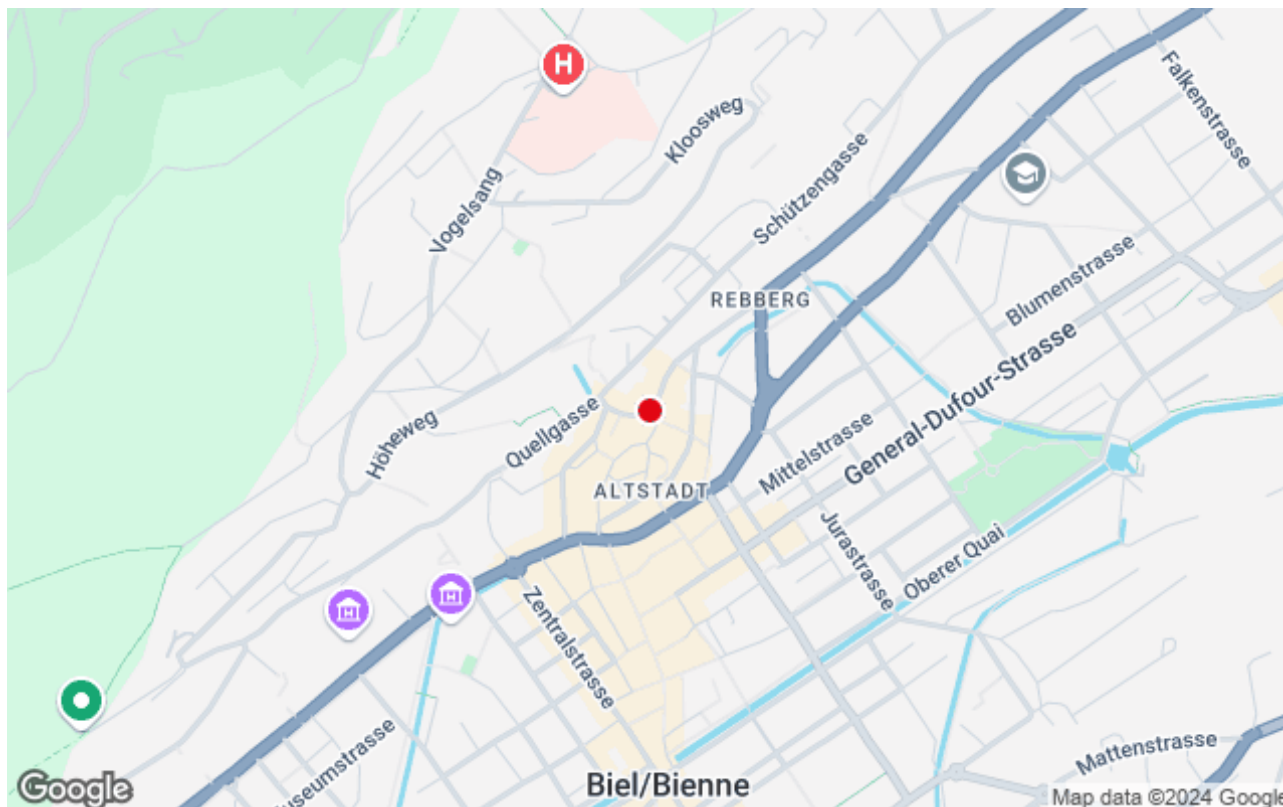 H
Falkenstrasse
Kloosweg
Schützengasse
Vogelsang
Blumenstrasse
REBBERG
General-Dufour-Strasse
Höheweg
Quellgasse
Mittelstrasse
ALTSTADT
Jurastrasse
Oberer Quai
Zentralstrasse
Museumstrasse
Mattenstrasse
Biel/Bienne
Google
Map data ©2024 Google